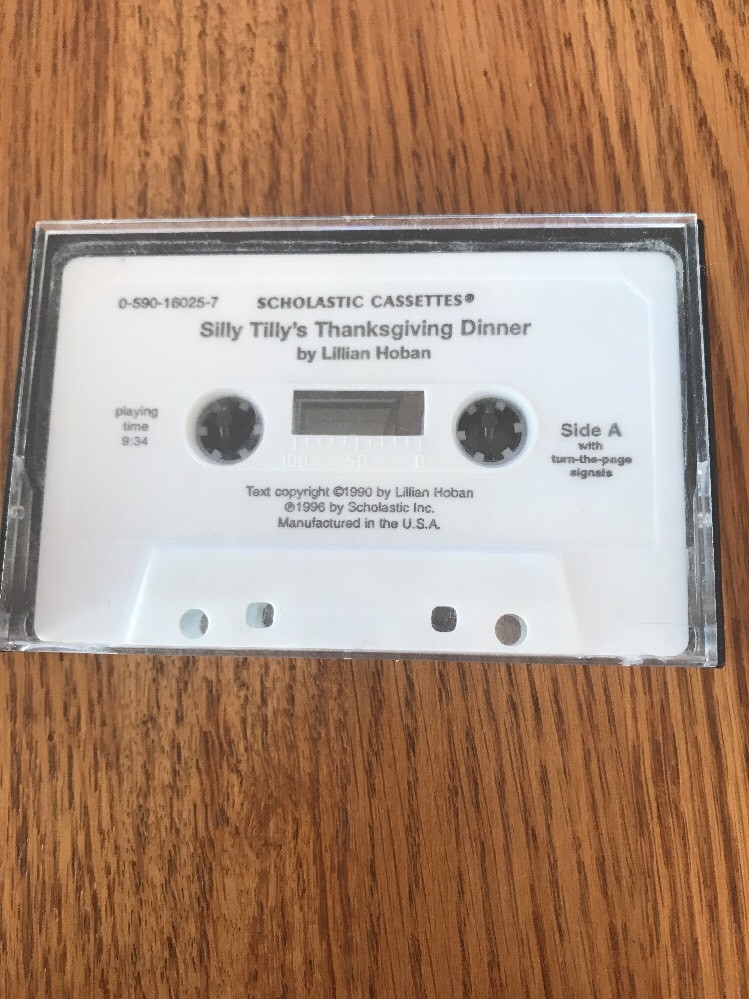 0-590-16025-7 SCHOLASTIC CASSETTES®
Silly Tilly's Thanksgiving Dinner
by Lillian Hoban
playing
time
9:34
100 50 0
Side A
with
turn-the-page
signals
Text copyright ©1990 by Lillian Hoban
℗1996 by Scholastic Inc.
Manufactured in the U.S.A.